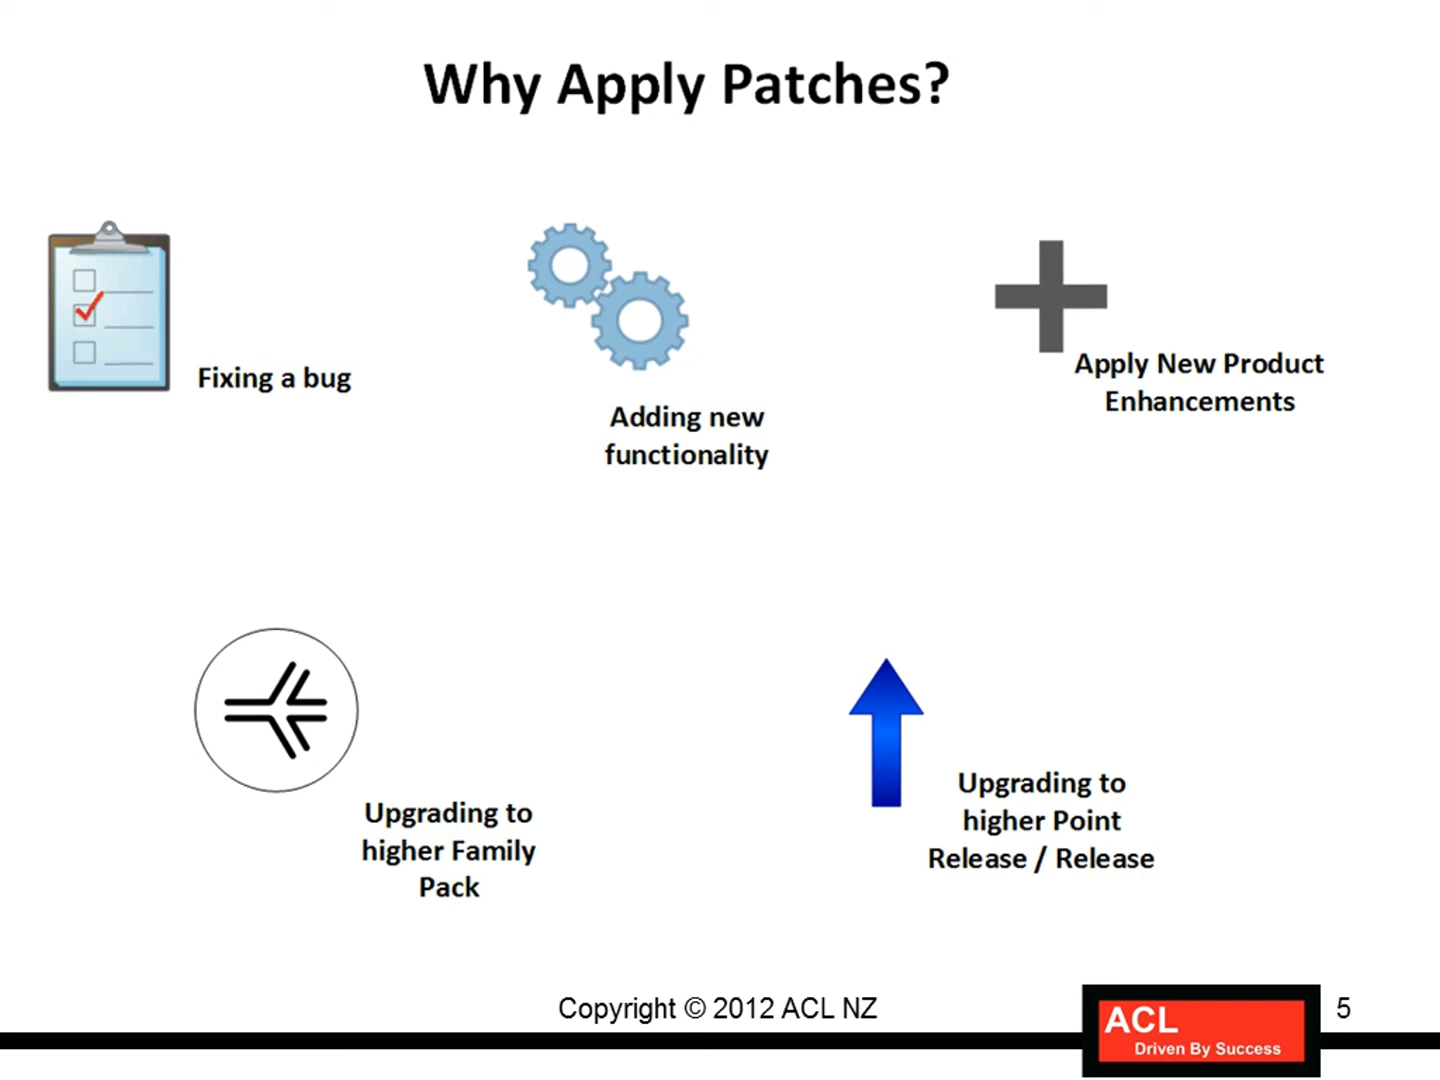 Why Apply Patches?
Fixing a bug
Adding new
functionality
Apply New Product
Enhancements
Upgrading to
higher Family
Pack
Upgrading to
higher Point
Release / Release
Copyright © 2012 ACL NZ
ACL
Driven By Success
5